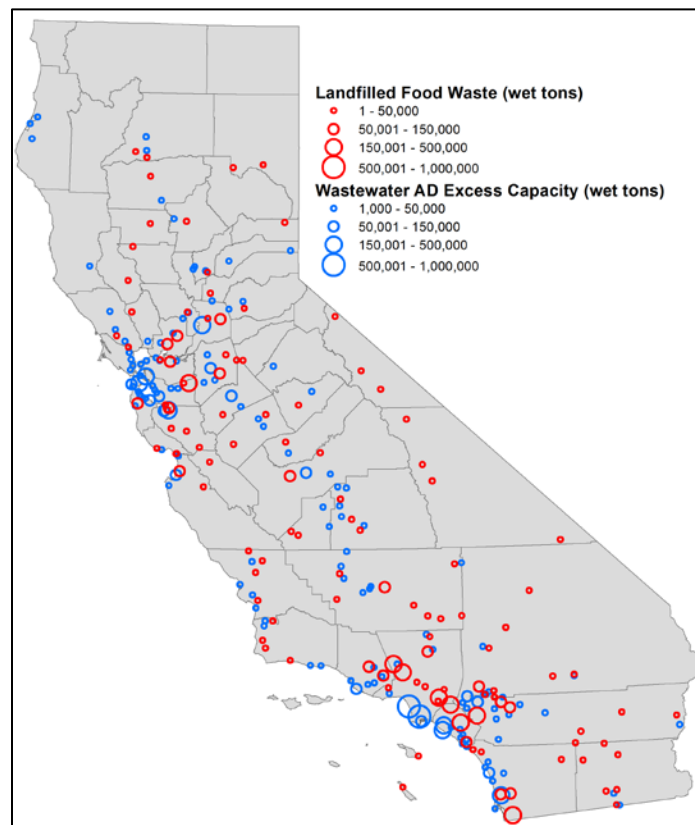 Landfilled Food Waste (wet tons)
1 - 50,000
50,001 - 150,000
150,001 - 500,000
500,001 - 1,000,000
Wastewater AD Excess Capacity (wet tons)
1,000 - 50,000
50,001 - 150,000
150,001 - 500,000
500,001 - 1,000,000